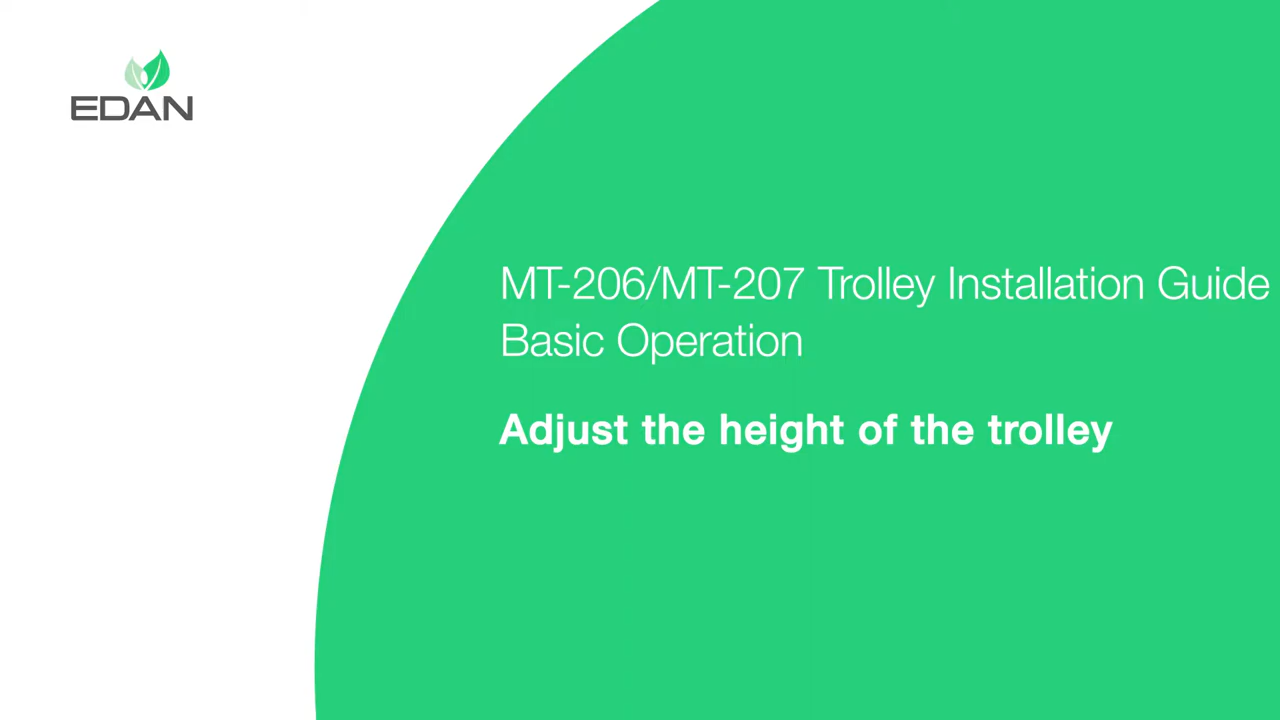 EDAN
MT-206/MT-207 Trolley Installation Guide
Basic Operation
Adjust the height of the trolley